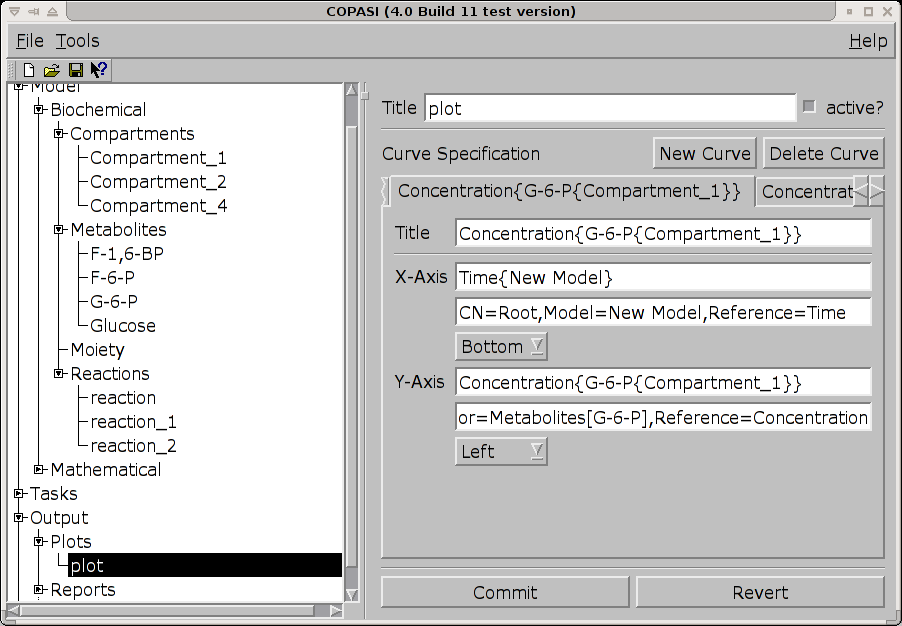 COPASI (4.0 Build 11 test version)
File Tools Help
Model
Biochemical
Compartments
Compartment_1
Compartment_2
Compartment_4
Metabolites
F-1,6-BP
F-6-P
G-6-P
Glucose
Moiety
Reactions
reaction
reaction_1
reaction_2
Mathematical
Tasks
Output
Plots
plot
Reports
Title plot active?
Curve Specification New Curve Delete Curve
Concentration{G-6-P{Compartment_1}} Concentrat
Title Concentration{G-6-P{Compartment_1}}
X-Axis Time{New Model}
CN=Root,Model=New Model,Reference=Time
Bottom
Y-Axis Concentration{G-6-P{Compartment_1}}
or=Metabolites[G-6-P],Reference=Concentration
Left
Commit Revert